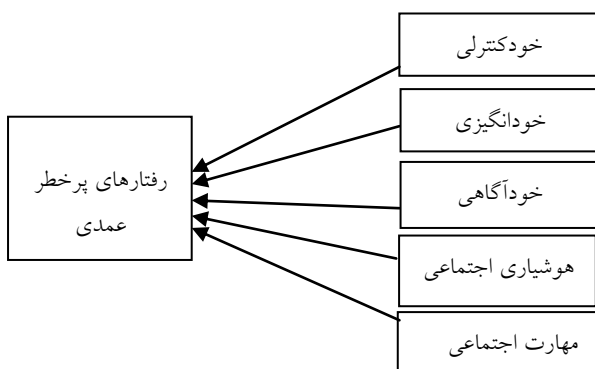 خودکنترلی
خودانگیزی
خودآگاهی
هوشیاری اجتماعی
مهارت اجتماعی
رفتارهای پرخطر
عمدی